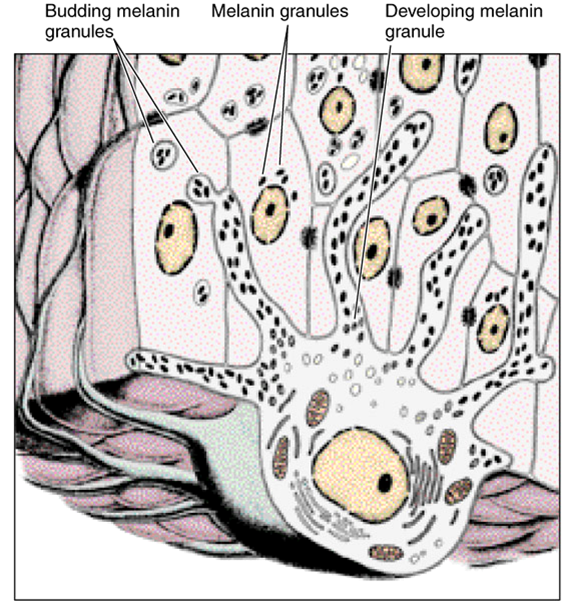 Budding melanin
granules
Melanin granules
Developing melanin
granule